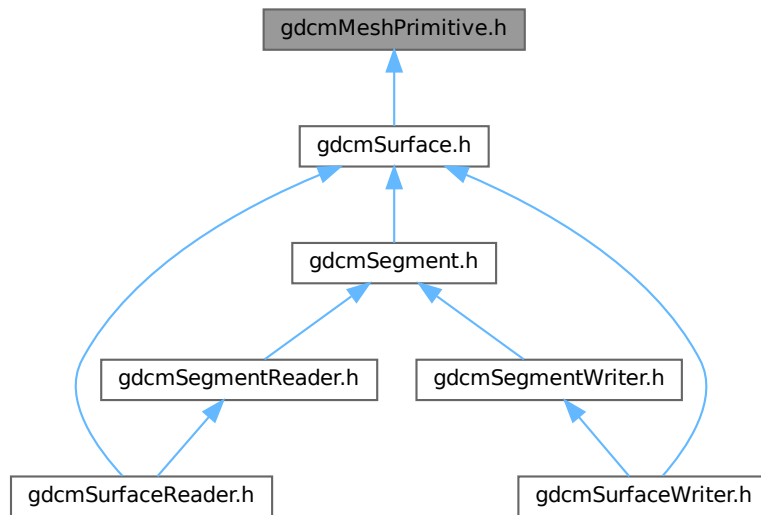 gdcmMeshPrimitive.h
gdcmSurface.h
gdcmSegment.h
gdcmSegmentReader.h
gdcmSegmentWriter.h
gdcmSurfaceReader.h
gdcmSurfaceWriter.h